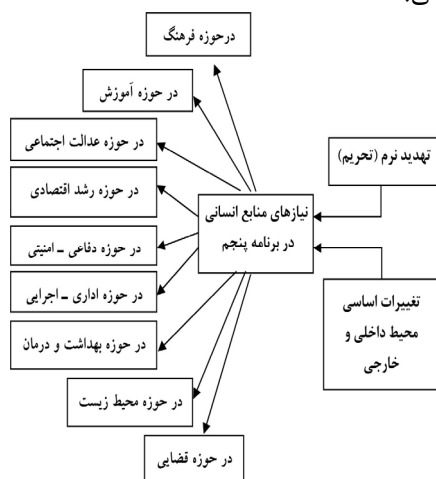 ی.
درحوزه فرهنگ
در حوزه آموزش
در حوزه عدالت اجتماعی
تهدید نرم (تحریم)
در حوزه رشد اقتصادی
نیازهای منابع انسانی
در برنامه پنجم
در حوزه دفاعی – امنیتی
در حوزه اداری – اجرایی
تغییرات اساسی
محیط داخلی و
خارجی
در حوزه بهداشت و درمان
در حوزه محیط زیست
در حوزه قضایی